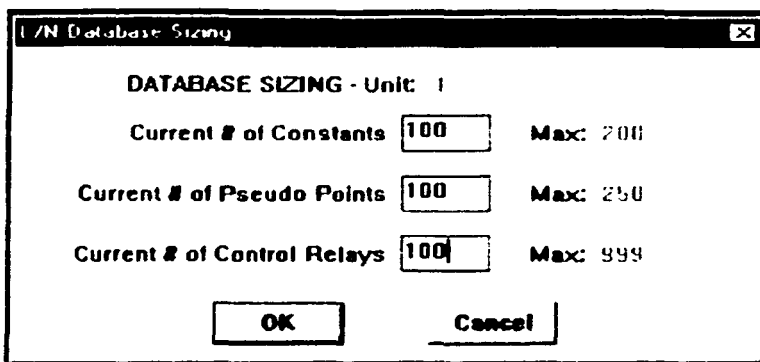 L/N Database Sizing
DATABASE SIZING - Unit: 1
Current # of Constants 100 Max: 200
Current # of Pseudo Points 100 Max: 250
Current # of Control Relays 100 Max: 999
OK Cancel